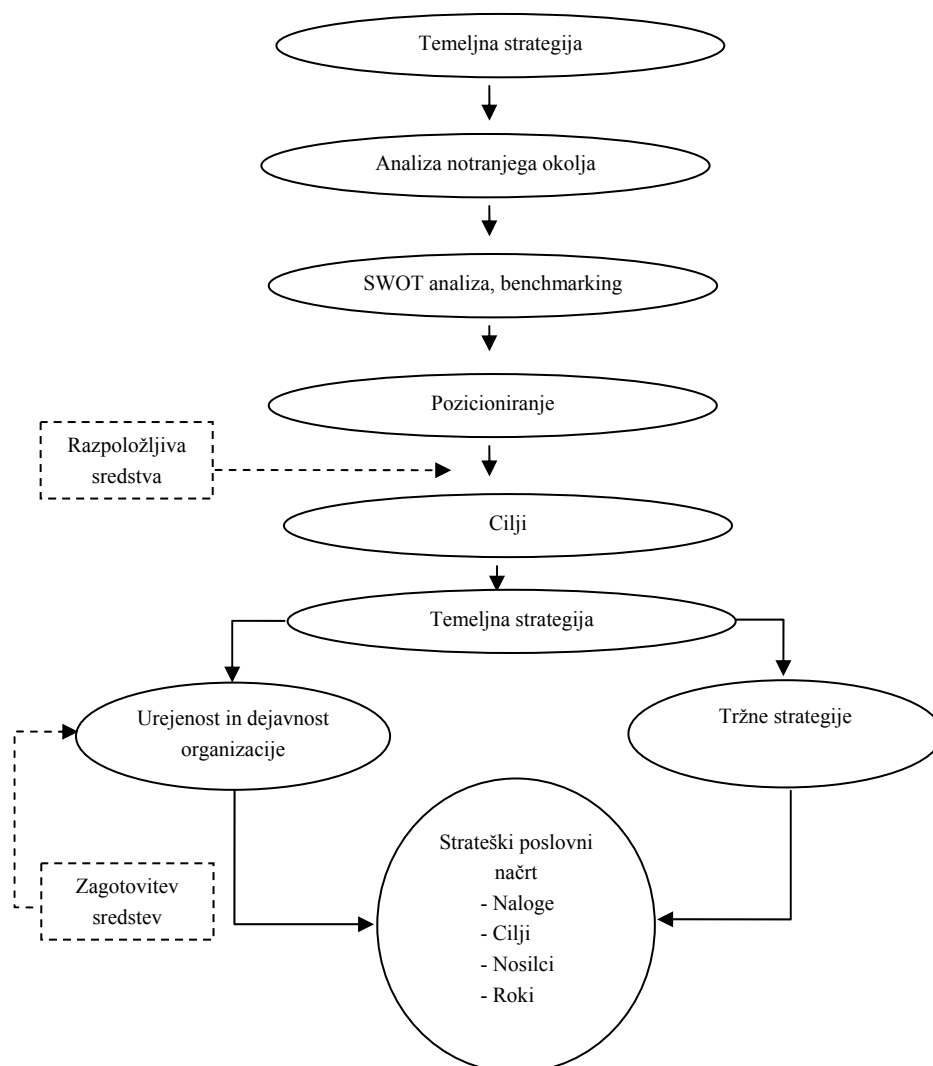 Temeljna strategija
Analiza notranjega okolja
SWOT analiza, benchmarking
Pozicioniranje
Razpoložljiva
sredstva
Cilji
Temeljna strategija
Urejenost in dejavnost
organizacije
Tržne strategije
Strateški poslovni
načrt
- Naloge
- Cilji
- Nosilci
- Roki
Zagotovitev
sredstev